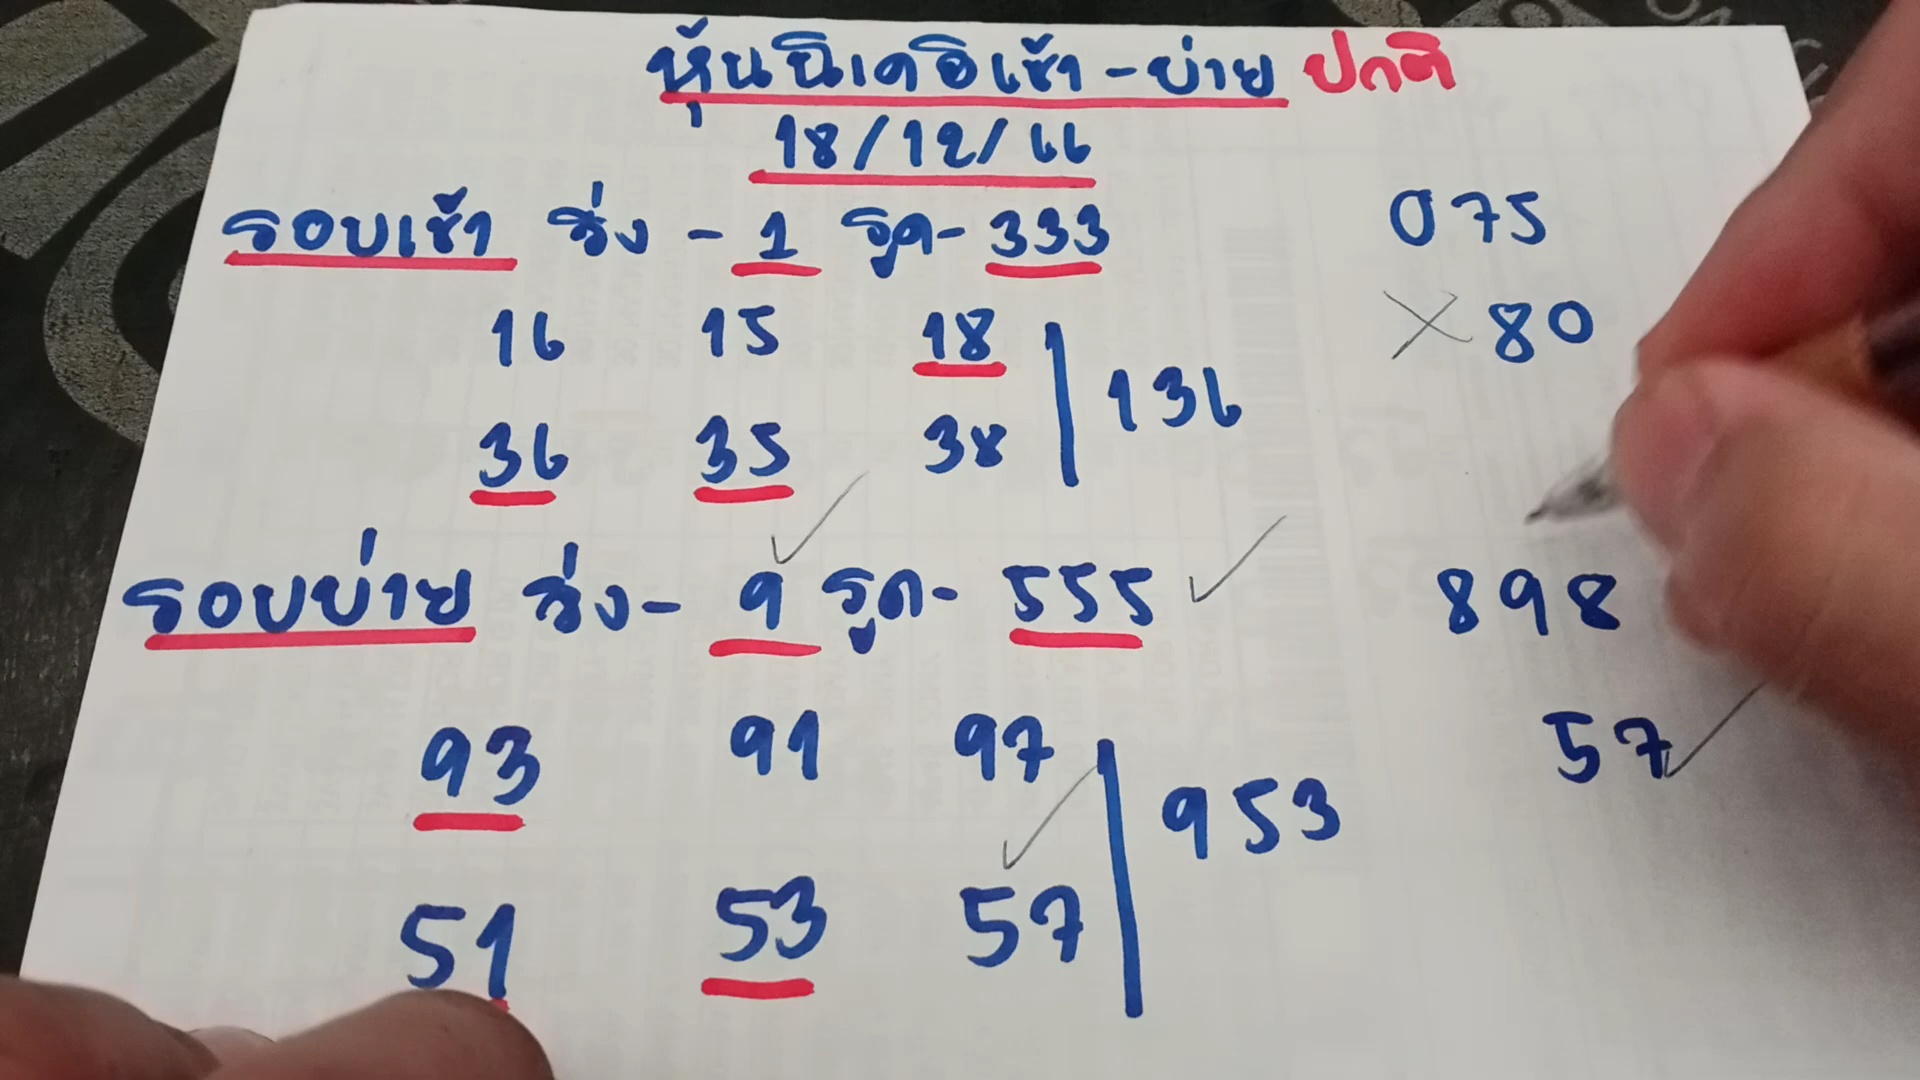 หุ้นนิเคอิเช้า-บ่าย ปกติ
18/12/66
รอบเช้า วิ่ง - 1 รูด- 333
075
16 15 18
80
136
36 35 38
รอบบ่าย วิ่ง- 9 รูด- 555
898
93 91 97
57
953
51 53 57